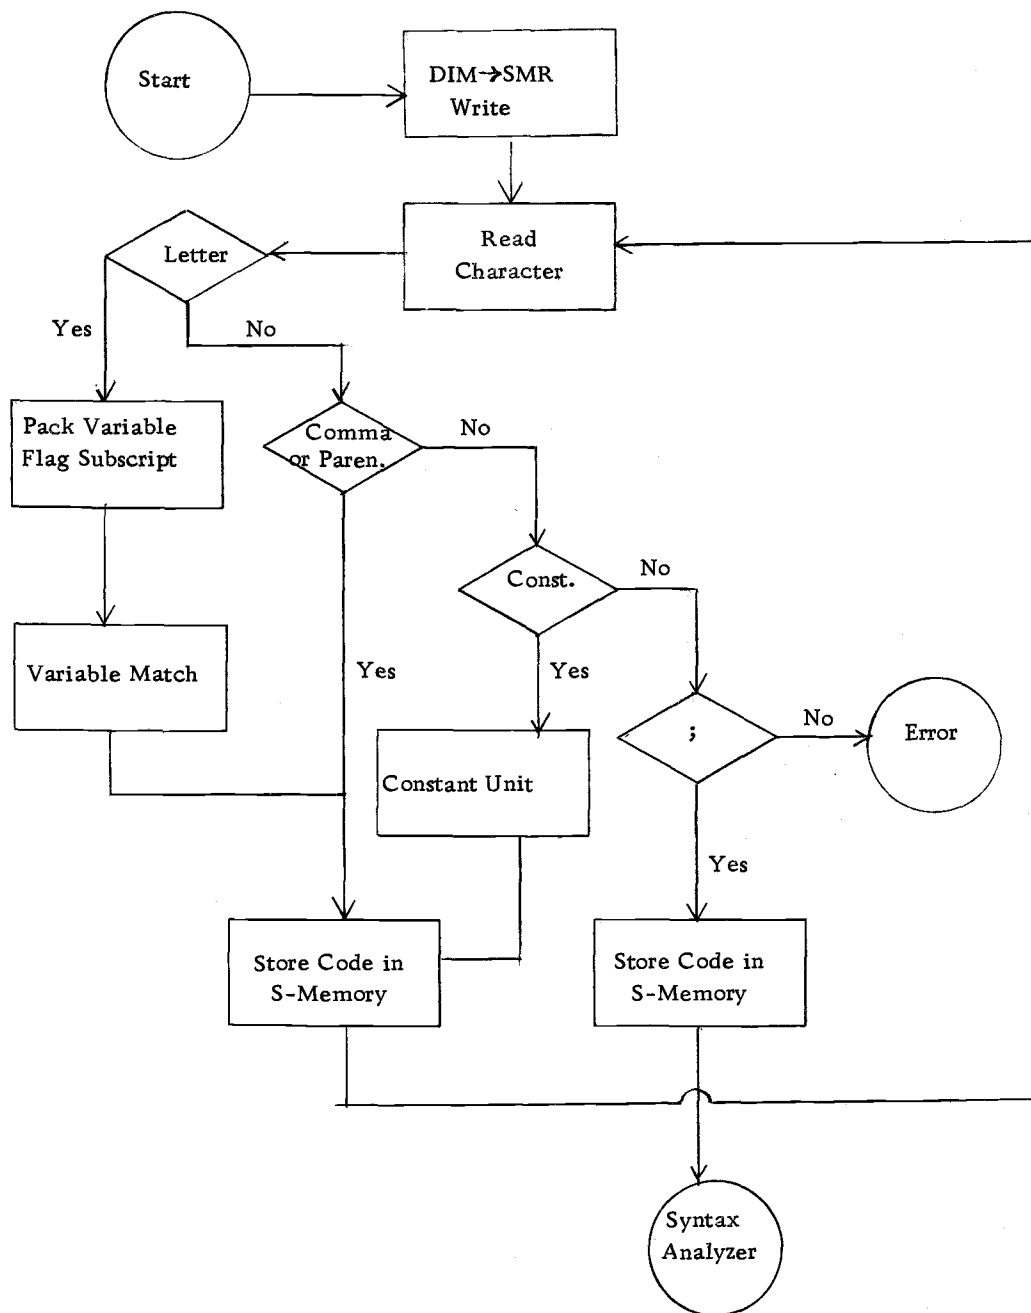 Start
DIM→SMR
Write
Read
Character
Letter
Yes
No
Pack Variable
Flag Subscript
Comma
or Paren.
No
Const.
No
Variable Match
Yes
Yes
;
No
Error
Constant Unit
Yes
Store Code in
S-Memory
Store Code in
S-Memory
Syntax
Analyzer